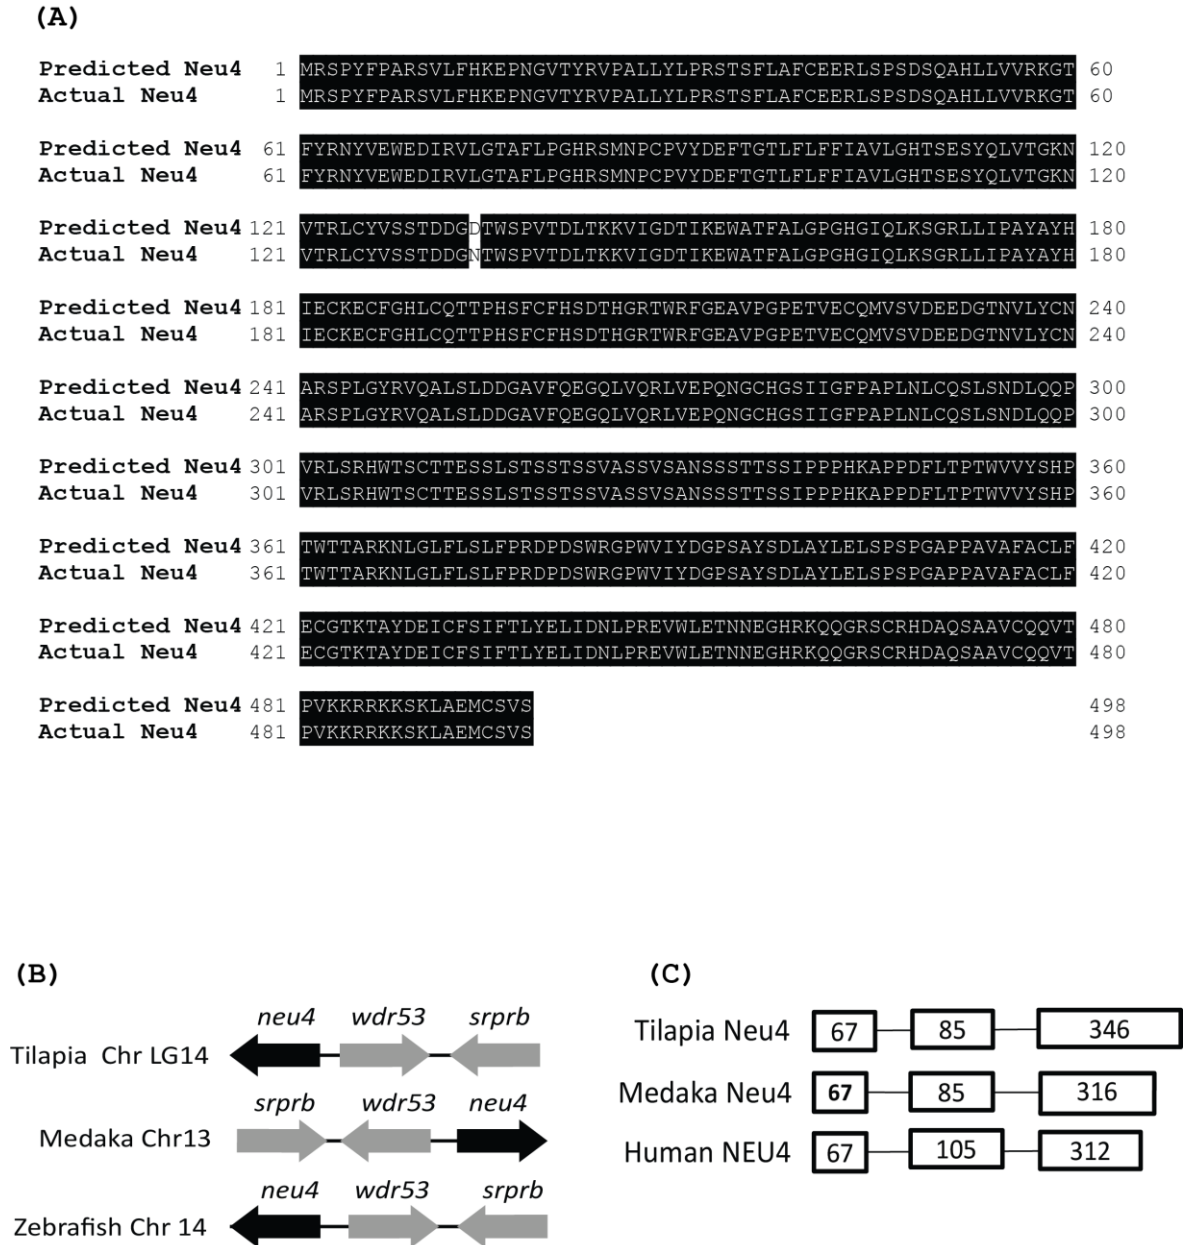 (A)
Predicted Neu4 1 MRSPYFPARSVLFHKEPNGVTYRVPALLYLPRSTSFLAFCEERLSPSDSQAHLLVVRKGT 60
Actual Neu4 1 MRSPYFPARSVLFHKEPNGVTYRVPALLYLPRSTSFLAFCEERLSPSDSQAHLLVVRKGT 60
Predicted Neu4 61 FYRNYVEWEDIRVLGTAFLPGHRSMNPCPVYDEFTGTLFLFFIAVLGHTSESYQLVTGKN 120
Actual Neu4 61 FYRNYVEWEDIRVLGTAFLPGHRSMNPCPVYDEFTGTLFLFFIAVLGHTSESYQLVTGKN 120
Predicted Neu4 121 VTRLCYVSSTDDGDTWSPVTDLTKKVIGDTIKEWATFALGPGHGIQLKSGRLLIPAYAYH 180
Actual Neu4 121 VTRLCYVSSTDDGNTWSPVTDLTKKVIGDTIKEWATFALGPGHGIQLKSGRLLIPAYAYH 180
Predicted Neu4 181 IECKECFGHLCQTTPHSFCFHSDTHGRTWRFGEAVPGPETVECQMVSVDEEDGTNVLYCN 240
Actual Neu4 181 IECKECFGHLCQTTPHSFCFHSDTHGRTWRFGEAVPGPETVECQMVSVDEEDGTNVLYCN 240
Predicted Neu4 241 ARSPLGYRVQALSLDDGAVFQEGQLVQRLVEPQNGCHGSIIGFPAPLNLCQSLSNDLQQP 300
Actual Neu4 241 ARSPLGYRVQALSLDDGAVFQEGQLVQRLVEPQNGCHGSIIGFPAPLNLCQSLSNDLQQP 300
Predicted Neu4 301 VRLSRHWTSCTTESSLSTSSTSSVASSVSANSSSTTSSIPPPHKAPPDFLTPTWVVYSHP 360
Actual Neu4 301 VRLSRHWTSCTTESSLSTSSTSSVASSVSANSSSTTSSIPPPHKAPPDFLTPTWVVYSHP 360
Predicted Neu4 361 TWTTARKNLGLFLSLFPRDPDSWRGPWVIYDGPSAYSDLAYLELSPSPGAPPAVAFACLF 420
Actual Neu4 361 TWTTARKNLGLFLSLFPRDPDSWRGPWVIYDGPSAYSDLAYLELSPSPGAPPAVAFACLF 420
Predicted Neu4 421 ECGTKTAYDEICFSIFTLYELIDNLPREVWLETNNEGHRKQQGRSCRHDAQSAAVCQQVT 480
Actual Neu4 421 ECGTKTAYDEICFSIFTLYELIDNLPREVWLETNNEGHRKQQGRSCRHDAQSAAVCQQVT 480
Predicted Neu4 481 PVKKRRKKSKLAEMCSVS 498
Actual Neu4 481 PVKKRRKKSKLAEMCSVS 498
(B)
neu4 wdr53 srprb
Tilapia Chr LG14
srprb wdr53 neu4
Medaka Chr13
neu4 wdr53 srprb
Zebrafish Chr 14
(C)
Tilapia Neu4 67 85 346
Medaka Neu4 67 85 316
Human NEU4 67 105 312